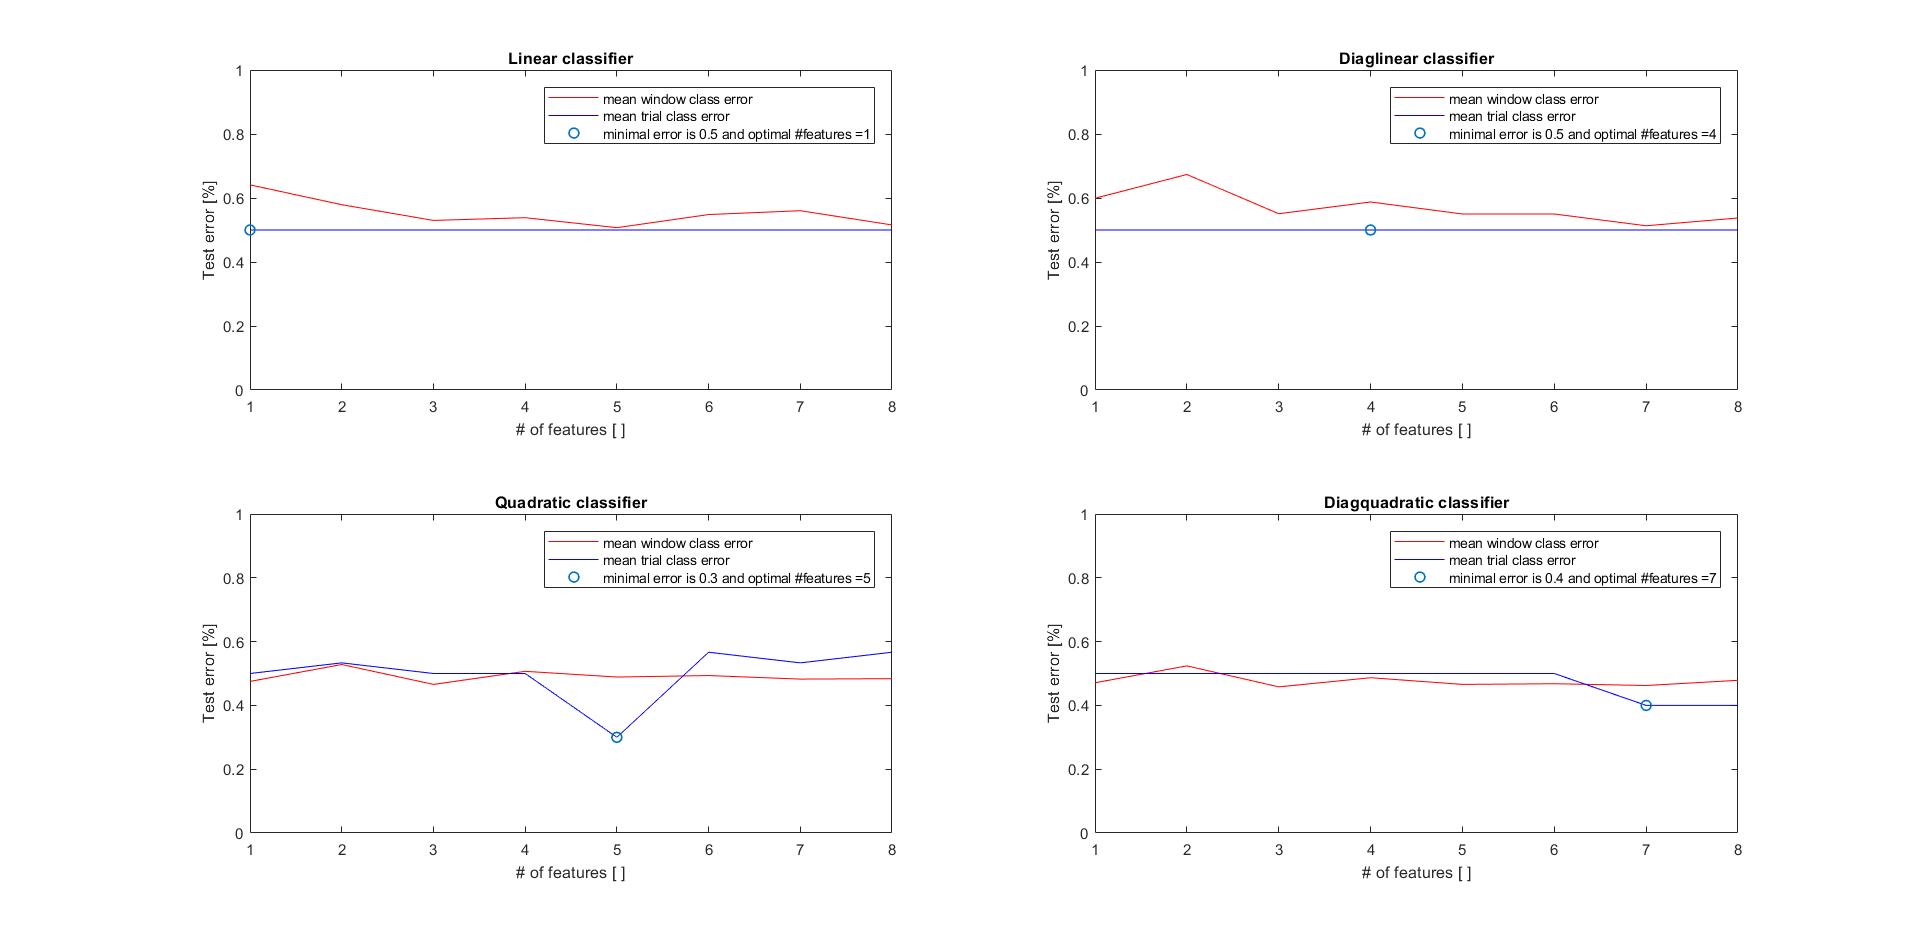 Linear classifier
1
0.8
0.6
0.4
0.2
0
Test error [%]
mean window class error
mean trial class error
minimal error is 0.5 and optimal #features =1
1 2 3 4 5 6 7 8
# of features [ ]
Diaglinear classifier
1
0.8
0.6
0.4
0.2
0
Test error [%]
mean window class error
mean trial class error
minimal error is 0.5 and optimal #features =4
1 2 3 4 5 6 7 8
# of features [ ]
Quadratic classifier
1
0.8
0.6
0.4
0.2
0
Test error [%]
mean window class error
mean trial class error
minimal error is 0.3 and optimal #features =5
1 2 3 4 5 6 7 8
# of features [ ]
Diagquadratic classifier
1
0.8
0.6
0.4
0.2
0
Test error [%]
mean window class error
mean trial class error
minimal error is 0.4 and optimal #features =7
1 2 3 4 5 6 7 8
# of features [ ]